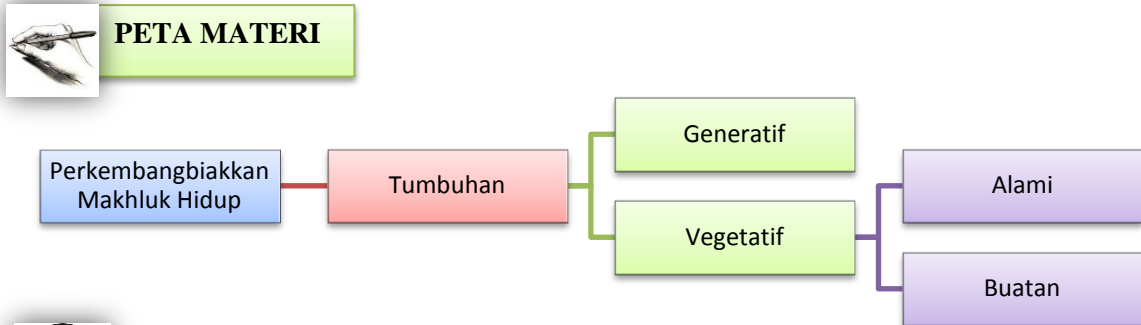 PETA MATERI
Perkembangbiakkan
Makhluk Hidup
Tumbuhan
Generatif
Vegetatif
Alami
Buatan